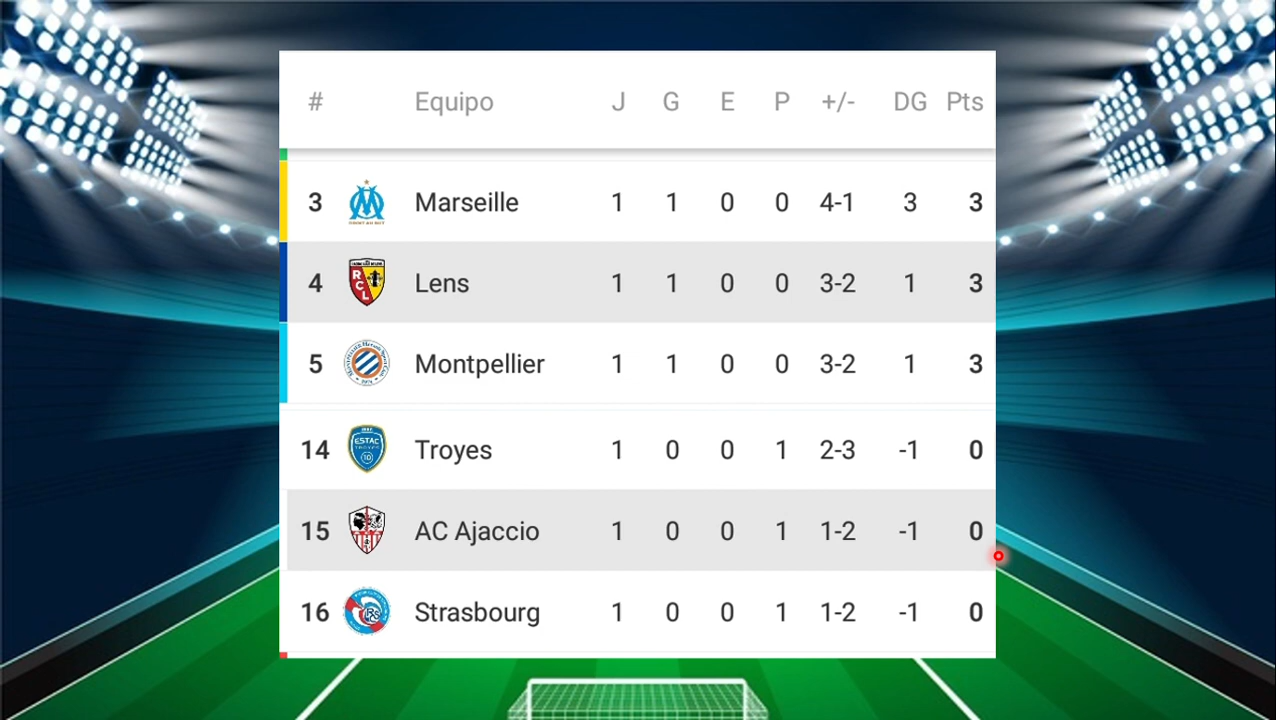 # Equipo J G E P +/- DG Pts
3 Marseille 1 1 0 0 4-1 3 3
4 RCL Lens 1 1 0 0 3-2 1 3
5 Montpellier 1 1 0 0 3-2 1 3
14 ESTAC TROYES Troyes 1 0 0 1 2-3 -1 0
15 AC Ajaccio 1 0 0 1 1-2 -1 0
16 Strasbourg 1 0 0 1 1-2 -1 0